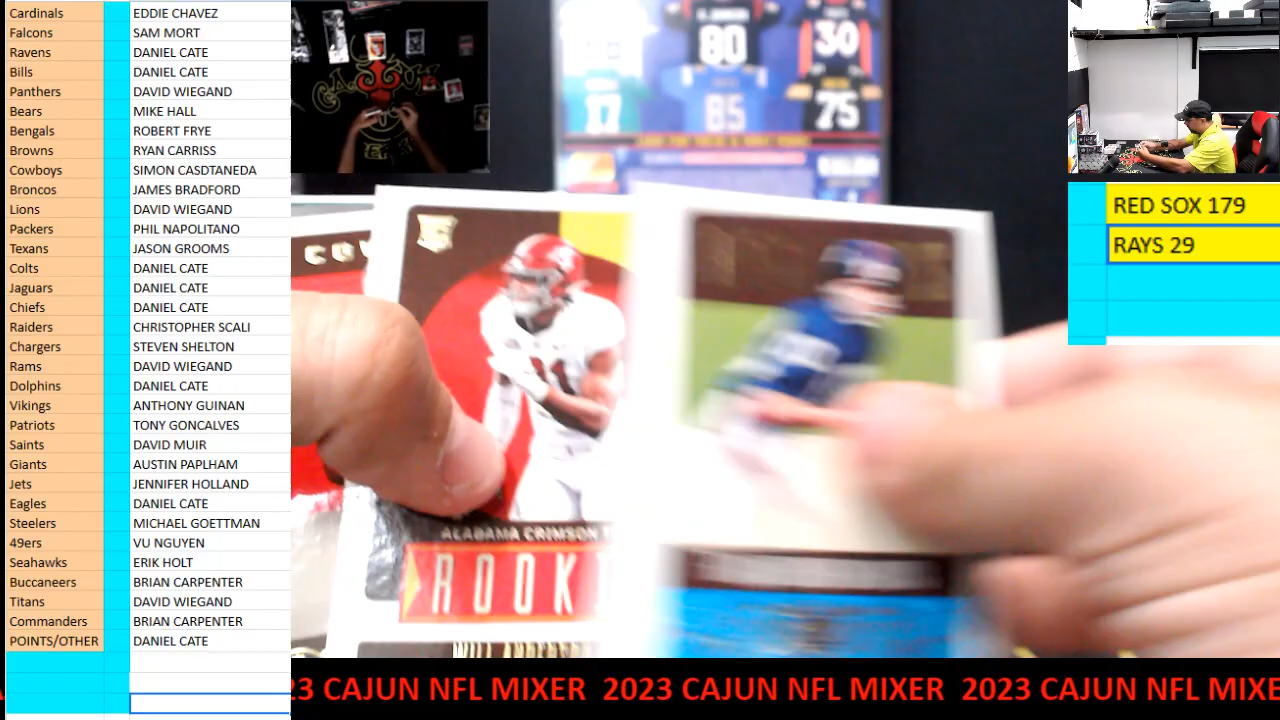 Cardinals EDDIE CHAVEZ
Falcons SAM MORT
Ravens DANIEL CATE
Bills DANIEL CATE
Panthers DAVID WIEGAND
Bears MIKE HALL
Bengals ROBERT FRYE
Browns RYAN CARRISS
Cowboys SIMON CASDTANEDA
Broncos JAMES BRADFORD
Lions DAVID WIEGAND
Packers PHIL NAPOLITANO
Texans JASON GROOMS
Colts DANIEL CATE
Jaguars DANIEL CATE
Chiefs DANIEL CATE
Raiders CHRISTOPHER SCALI
Chargers STEVEN SHELTON
Rams DAVID WIEGAND
Dolphins DANIEL CATE
Vikings ANTHONY GUINAN
Patriots TONY GONCALVES
Saints DAVID MUIR
Giants AUSTIN PAPLHAM
Jets JENNIFER HOLLAND
Eagles DANIEL CATE
Steelers MICHAEL GOETTMAN
49ers VU NGUYEN
Seahawks ERIK HOLT
Buccaneers BRIAN CARPENTER
Titans DAVID WIEGAND
Commanders BRIAN CARPENTER
POINTS/OTHER DANIEL CATE
80
30
17
85
75
RED SOX 179
RAYS 29
ALABAMA CRIMSON T
ROOK
23 CAJUN NFL MIXER 2023 CAJUN NFL MIXER 2023 CAJUN NFL MIXE